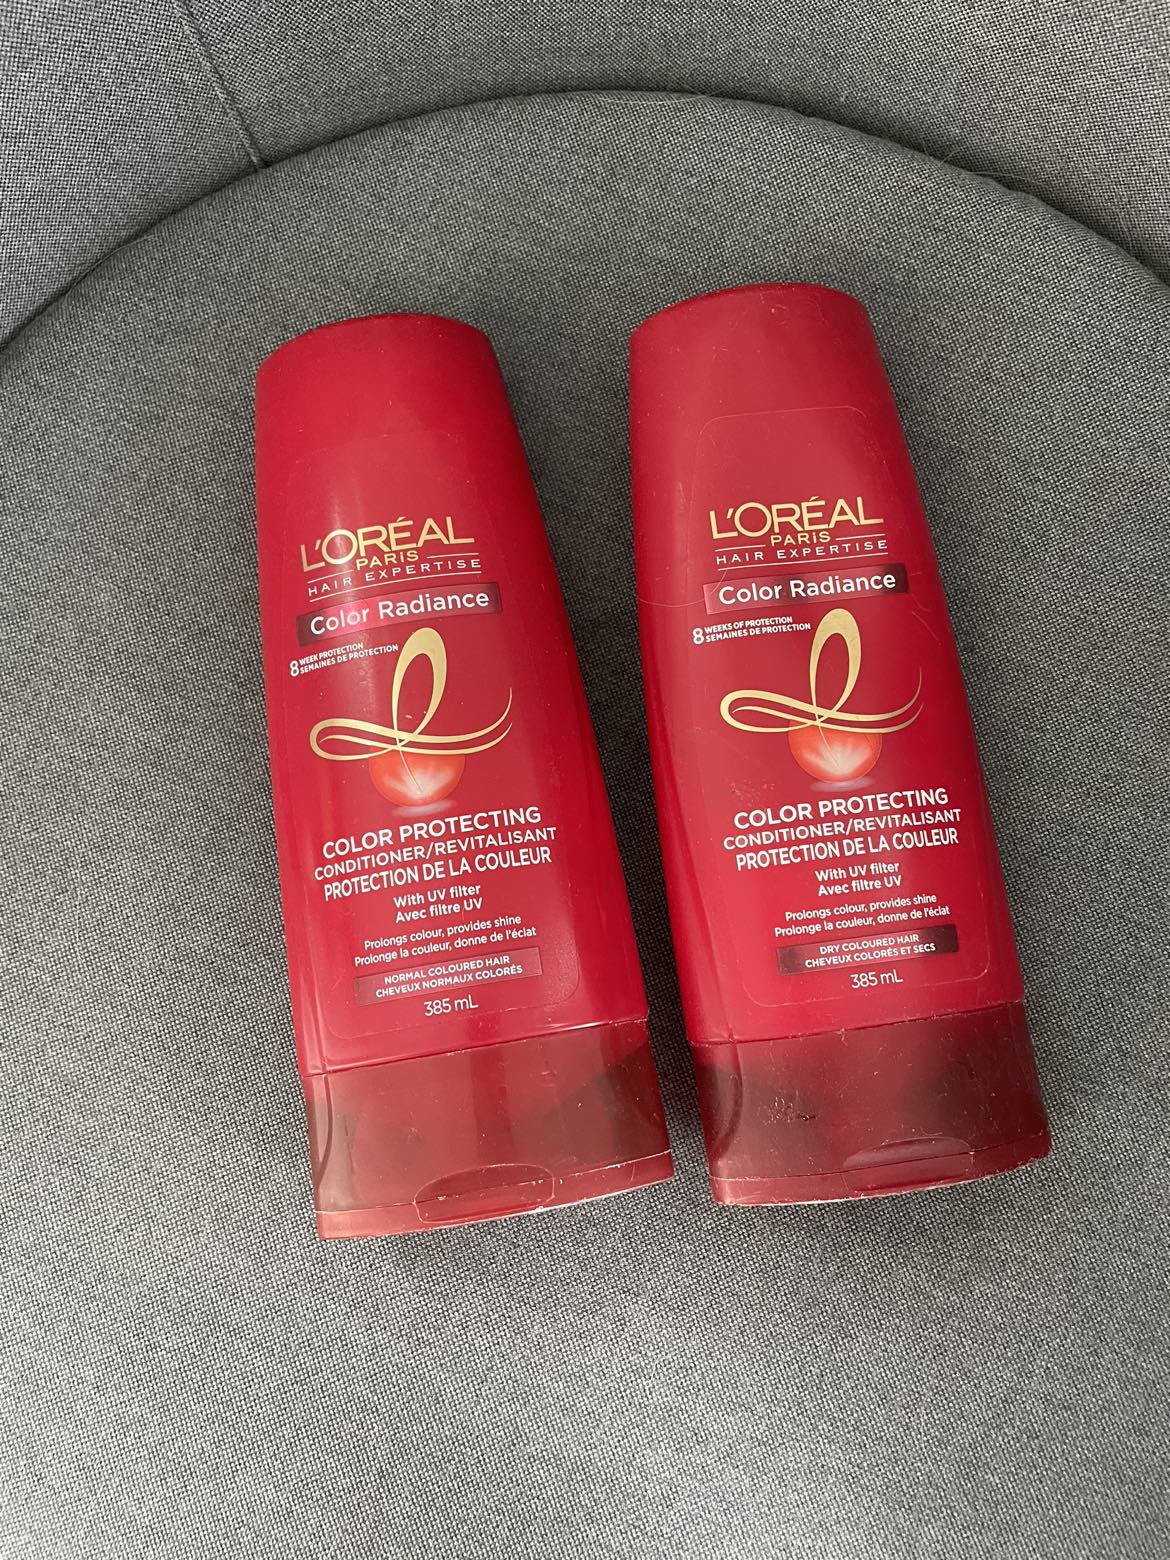 L'ORÉAL
PARIS
HAIR EXPERTISE
Color Radiance
8 WEEK PROTECTION
SEMAINES DE PROTECTION
COLOR PROTECTING
CONDITIONER/REVITALISANT
PROTECTION DE LA COULEUR
With UV filter
Avec filtre UV
Prolongs colour, provides shine
Prolonge la couleur, donne de l'éclat
NORMAL COLOURED HAIR
CHEVEUX NORMAUX COLORÉS
385 mL
L'ORÉAL
PARIS
HAIR EXPERTISE
Color Radiance
8 WEEKS OF PROTECTION
SEMAINES DE PROTECTION
COLOR PROTECTING
CONDITIONER/REVITALISANT
PROTECTION DE LA COULEUR
With UV filter
Avec filtre UV
Prolongs colour, provides shine
Prolonge la couleur, donne de l'éclat
DRY COLOURED HAIR
CHEVEUX COLORÉS ET SECS
385 mL